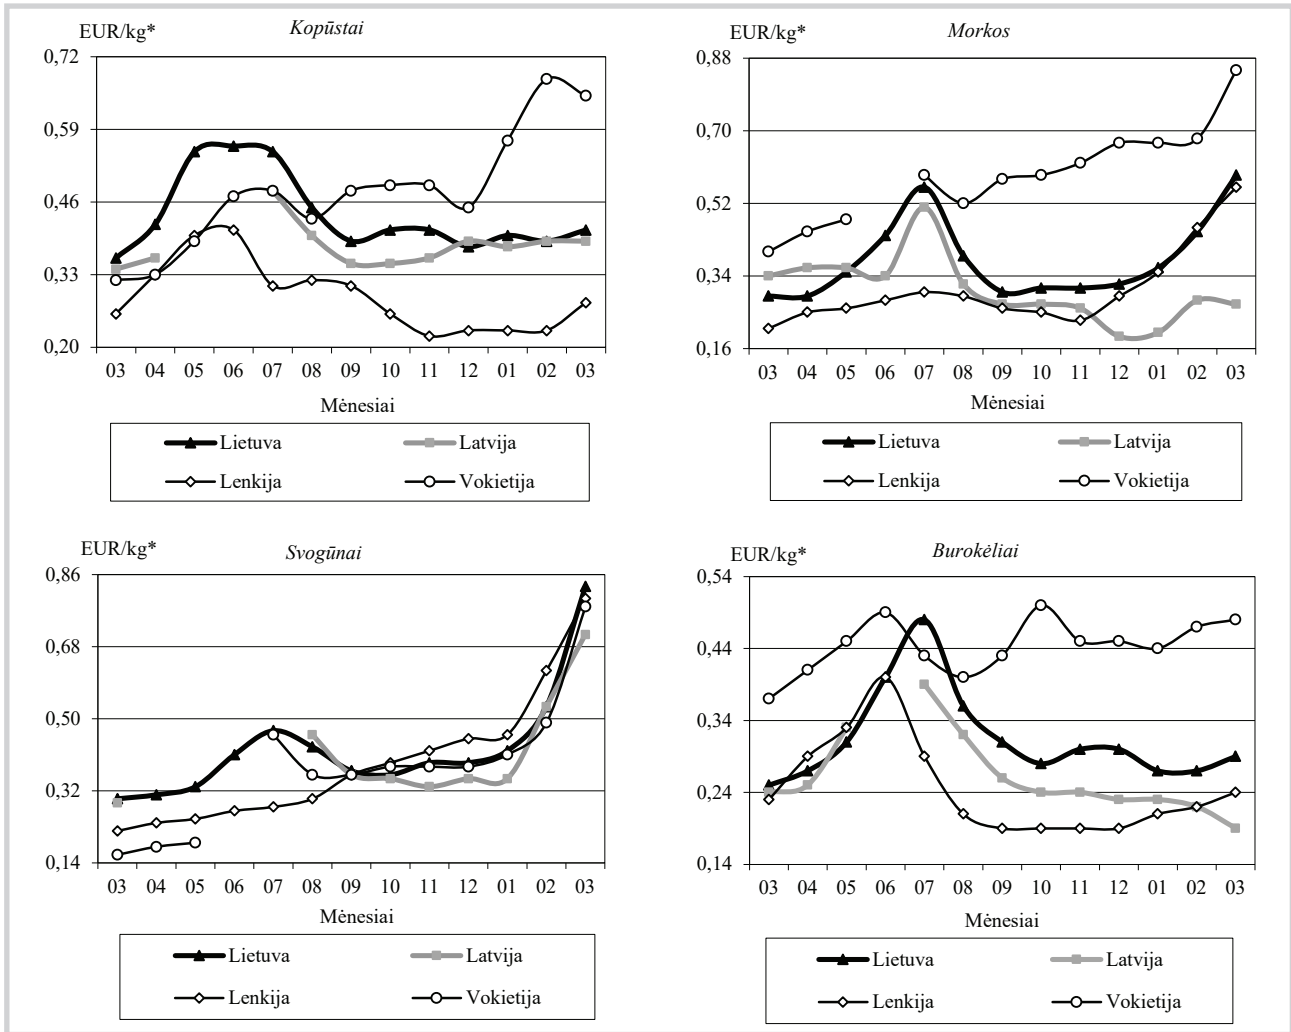 EUR/kg*
Kopūstai
0,72
0,59
0,46
0,33
0,20
03 04 05 06 07 08 09 10 11 12 01 02 03
Mėnesiai
Lietuva Latvija
Lenkija Vokietija
EUR/kg*
Morkos
0,88
0,70
0,52
0,34
0,16
03 04 05 06 07 08 09 10 11 12 01 02 03
Mėnesiai
Lietuva Latvija
Lenkija Vokietija
EUR/kg*
Svogūnai
0,86
0,68
0,50
0,32
0,14
03 04 05 06 07 08 09 10 11 12 01 02 03
Mėnesiai
Lietuva Latvija
Lenkija Vokietija
EUR/kg*
Burokėliai
0,54
0,44
0,34
0,24
0,14
03 04 05 06 07 08 09 10 11 12 01 02 03
Mėnesiai
Lietuva Latvija
Lenkija Vokietija